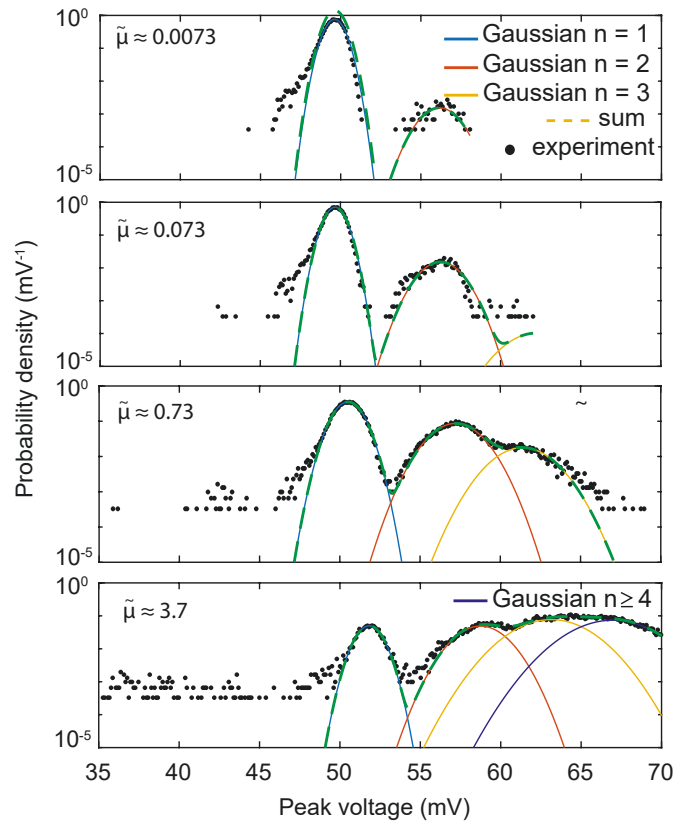 10⁰
μ̃ ≈ 0.0073
Gaussian n = 1
Gaussian n = 2
Gaussian n = 3
sum
experiment
10⁻⁵
10⁰
μ̃ ≈ 0.073
10⁻⁵
10⁰
μ̃ ≈ 0.73
~
10⁻⁵
10⁰
μ̃ ≈ 3.7
Gaussian n ≥ 4
10⁻⁵
35 40 45 50 55 60 65 70
Peak voltage (mV)
Probability density (mV⁻¹)